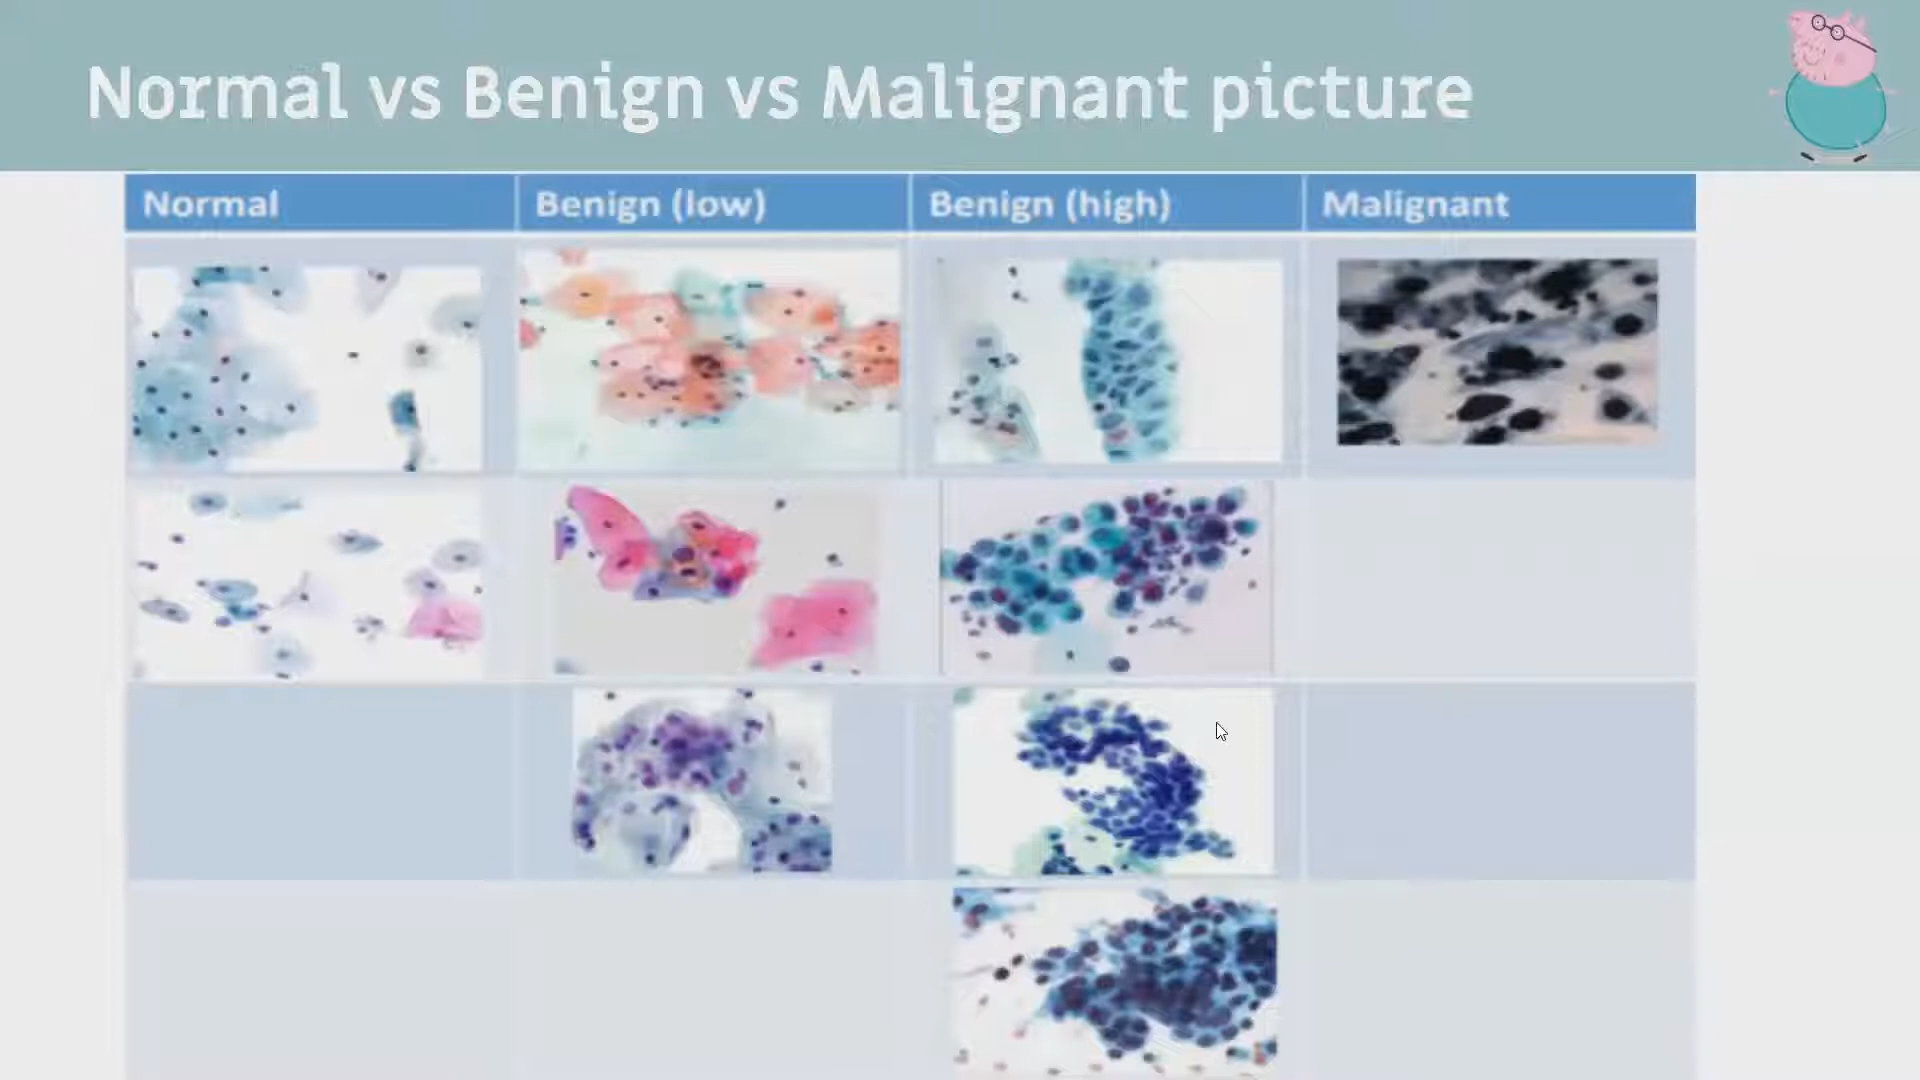 Normal vs Benign vs Malignant picture
Normal
Benign (low)
Benign (high)
Malignant